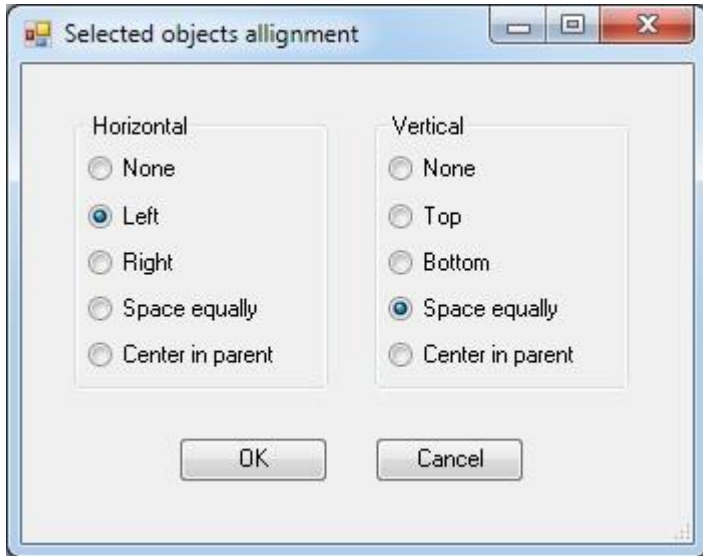 Selected objects allignment
Horizontal
None
Left
Right
Space equally
Center in parent
Vertical
None
Top
Bottom
Space equally
Center in parent
OK
Cancel